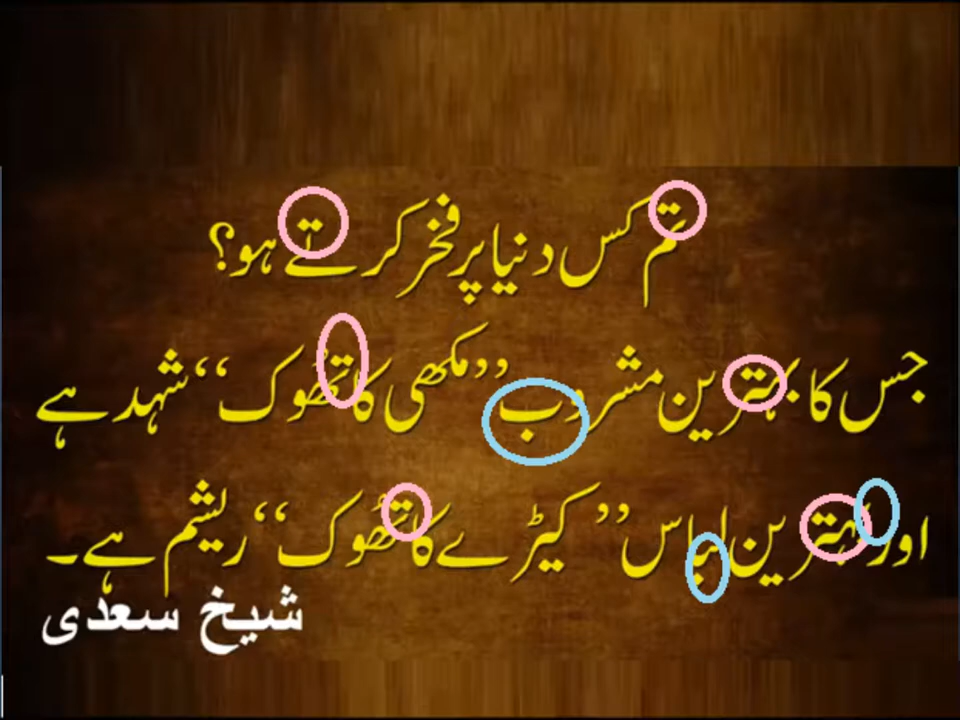 تم کس دنیا پر فخر کرتے ہو؟
جس کا بہترین مشروب ’’مکھی کا تھوک‘‘ شہد ہے
اور بہترین لباس ’’کیڑے کا تھوک‘‘ ریشم ہے۔
شیخ سعدی